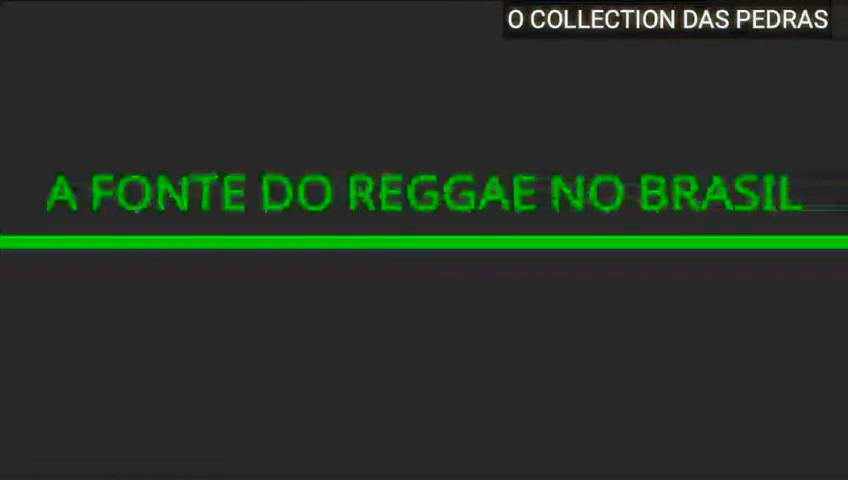 O COLLECTION DAS PEDRAS
A FONTE DO REGGAE NO BRASIL